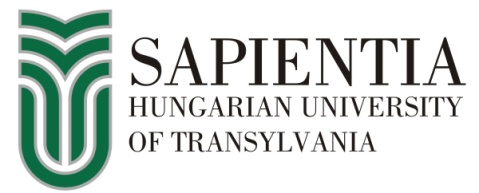 SAPIENTIA
HUNGARIAN UNIVERSITY
OF TRANSYLVANIA